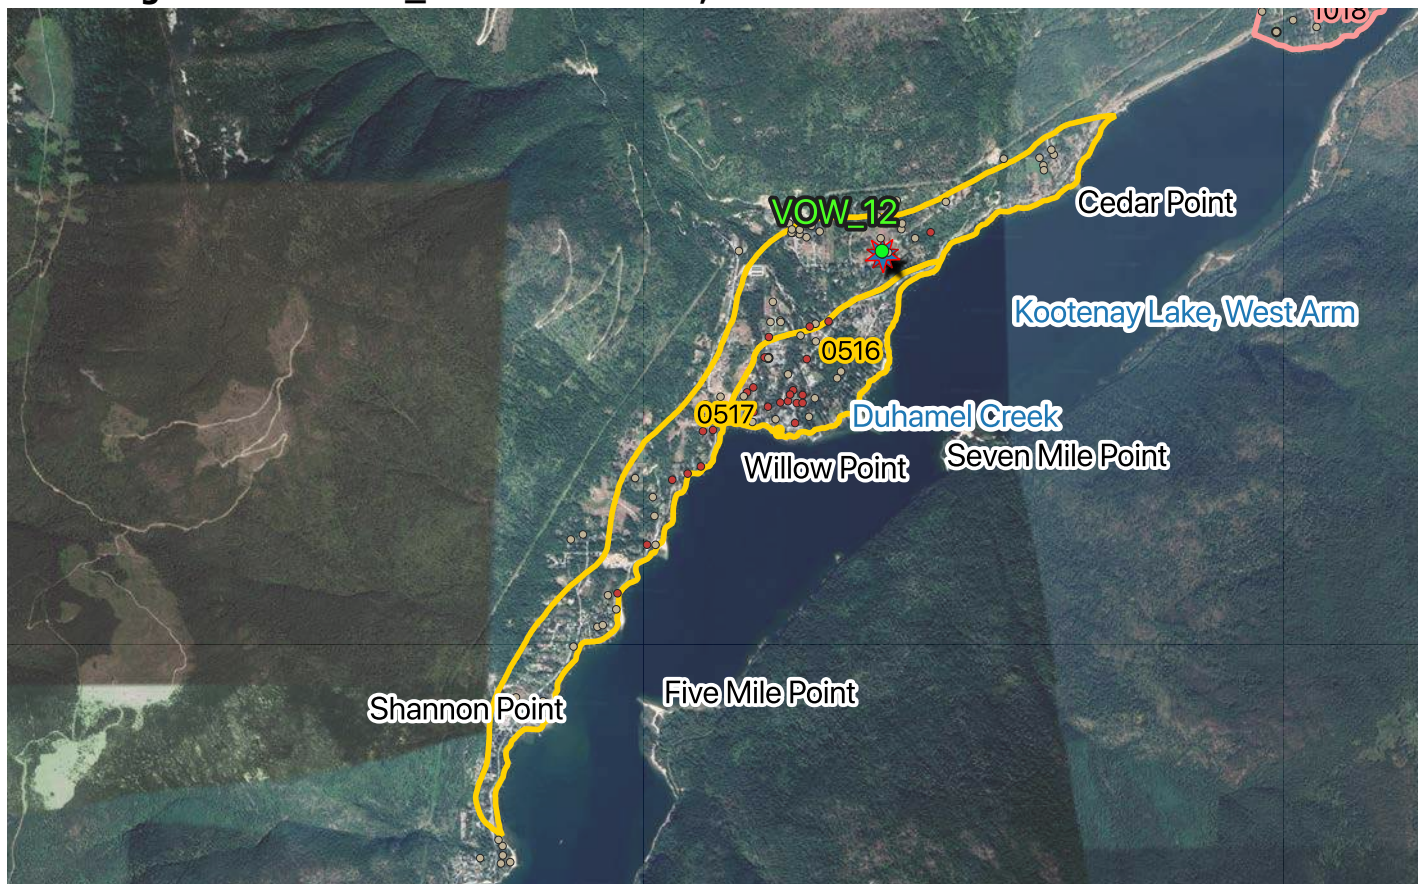 1018
Cedar Point
VOW_12
Kootenay Lake, West Arm
0516
0517
Duhamel Creek
Willow Point
Seven Mile Point
Five Mile Point
Shannon Point